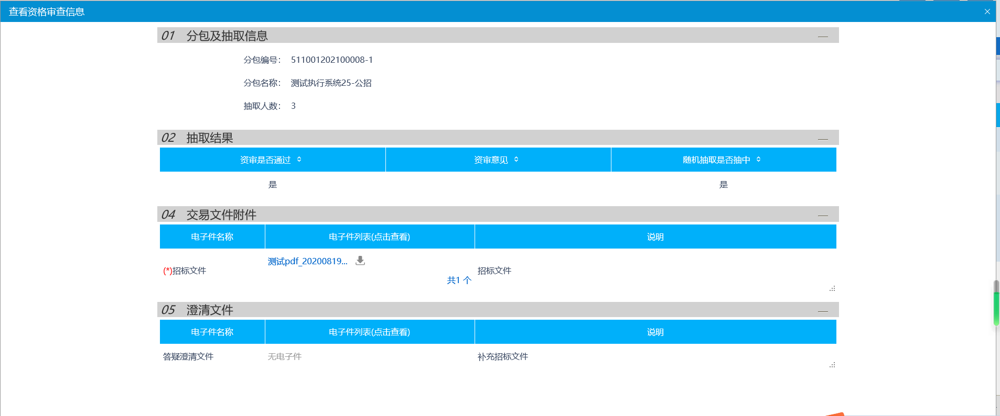 查看资格审查信息
01 分包及抽取信息
分包编号： 511001202100008-1
分包名称： 测试执行系统25-公招
抽取人数： 3
02 抽取结果
资审是否通过 资审意见 随机抽取是否抽中
是 是
04 交易文件附件
电子件名称 电子件列表(点击查看) 说明
测试pdf_20200819...
(*)招标文件 招标文件
共1 个
05 澄清文件
电子件名称 电子件列表(点击查看) 说明
答疑澄清文件 无电子件 补充招标文件